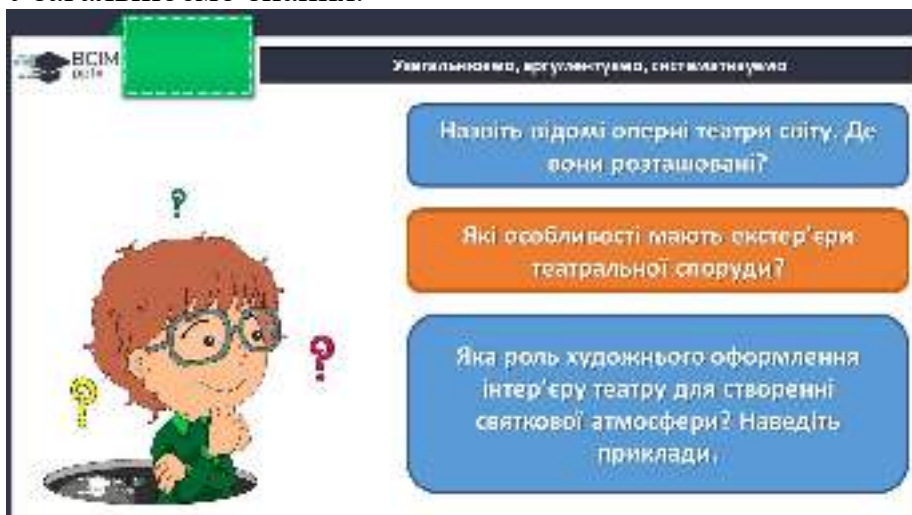 ВСІМ
Узагальнюємо, аргументуємо, систематизуємо
Назвіть відомі оперні театри світу. Де
вони розташовані?
Які особливості мають екстер'єри
театральної споруди?
Яка роль художнього оформлення
інтер'єру театру для створенні
святкової атмосфери? Наведіть
приклади.